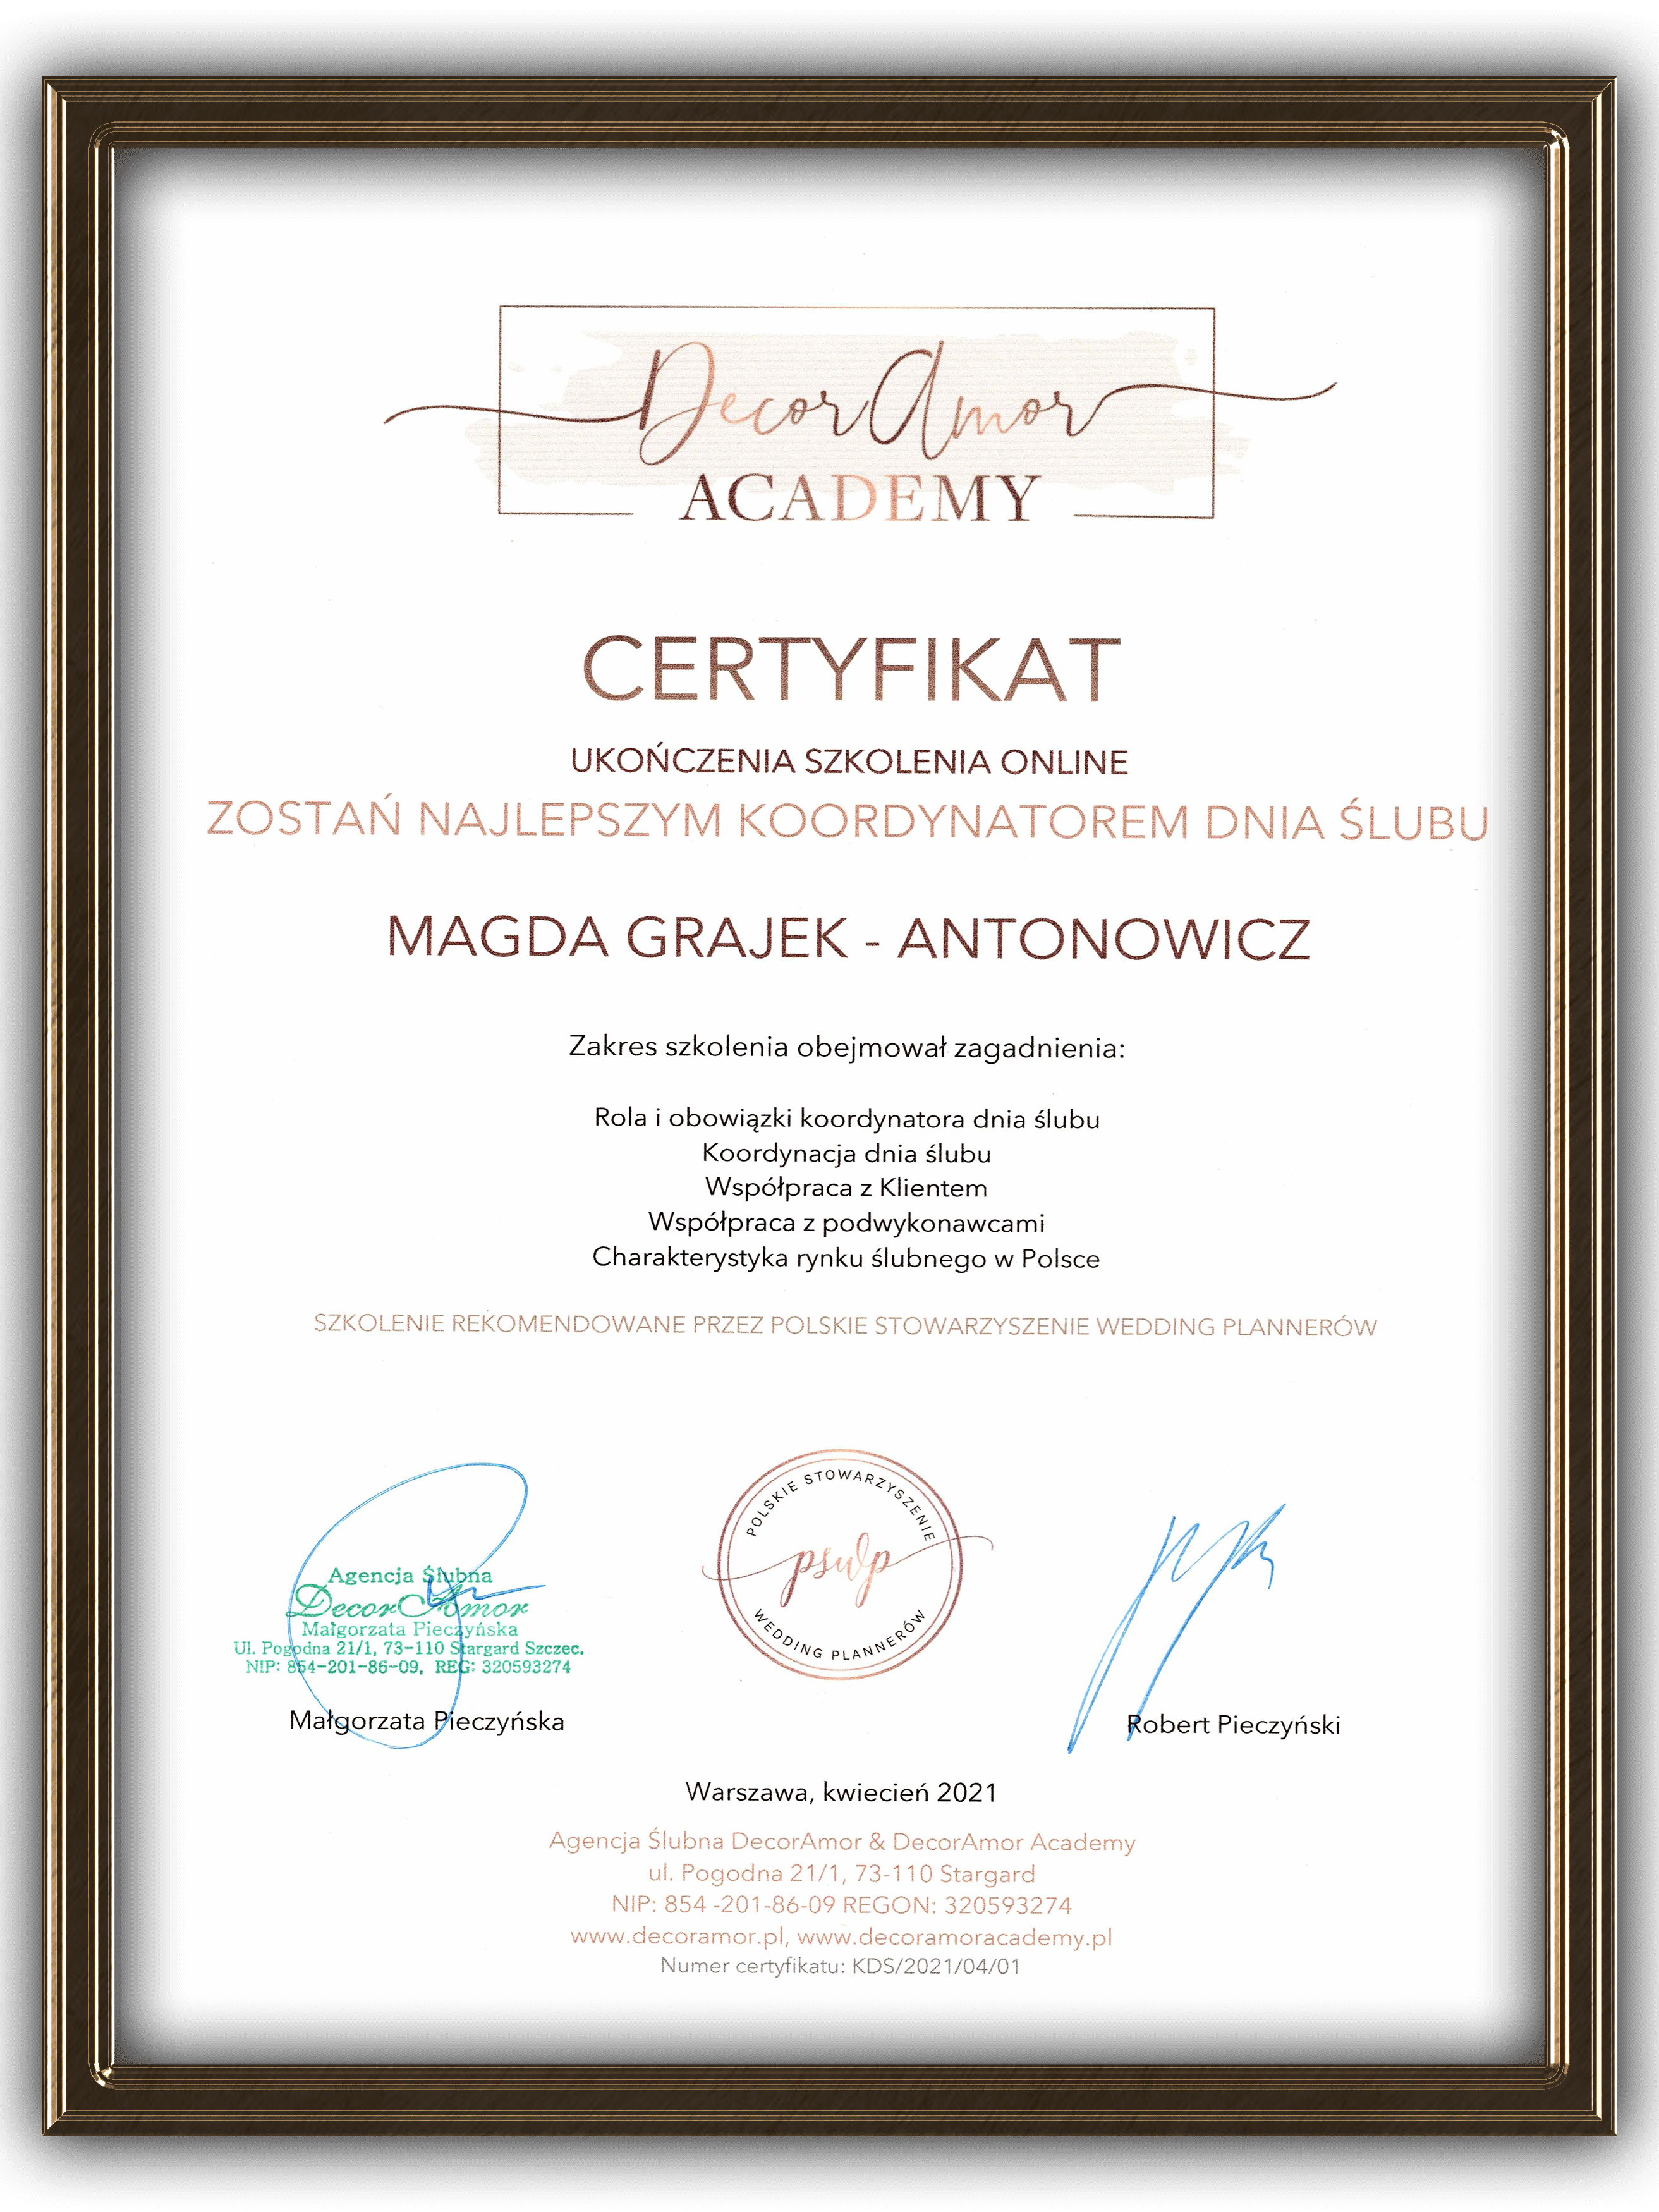 DecorAmor
ACADEMY
CERTYFIKAT
UKOŃCZENIA SZKOLENIA ONLINE
ZOSTAŃ NAJLEPSZYM KOORDYNATOREM DNIA ŚLUBU
MAGDA GRAJEK - ANTONOWICZ
Zakres szkolenia obejmował zagadnienia:
Rola i obowiązki koordynatora dnia ślubu
Koordynacja dnia ślubu
Współpraca z Klientem
Współpraca z podwykonawcami
Charakterystyka rynku ślubnego w Polsce
SZKOLENIE REKOMENDOWANE PRZEZ POLSKIE STOWARZYSZENIE WEDDING PLANNERÓW
Agencja Ślubna
DecorAmor
Małgorzata Pieczyńska
Ul. Pogodna 21/1, 73-110 Stargard Szczec.
NIP: 854-201-86-09, REG: 320593274
Małgorzata Pieczyńska
POLSKIE STOWARZYSZENIE
pswp
WEDDING PLANNERÓW
Robert Pieczyński
Warszawa, kwiecień 2021
Agencja Ślubna DecorAmor & DecorAmor Academy
ul. Pogodna 21/1, 73-110 Stargard
NIP: 854 -201-86-09 REGON: 320593274
www.decoramor.pl, www.decoramoracademy.pl
Numer certyfikatu: KDS/2021/04/01